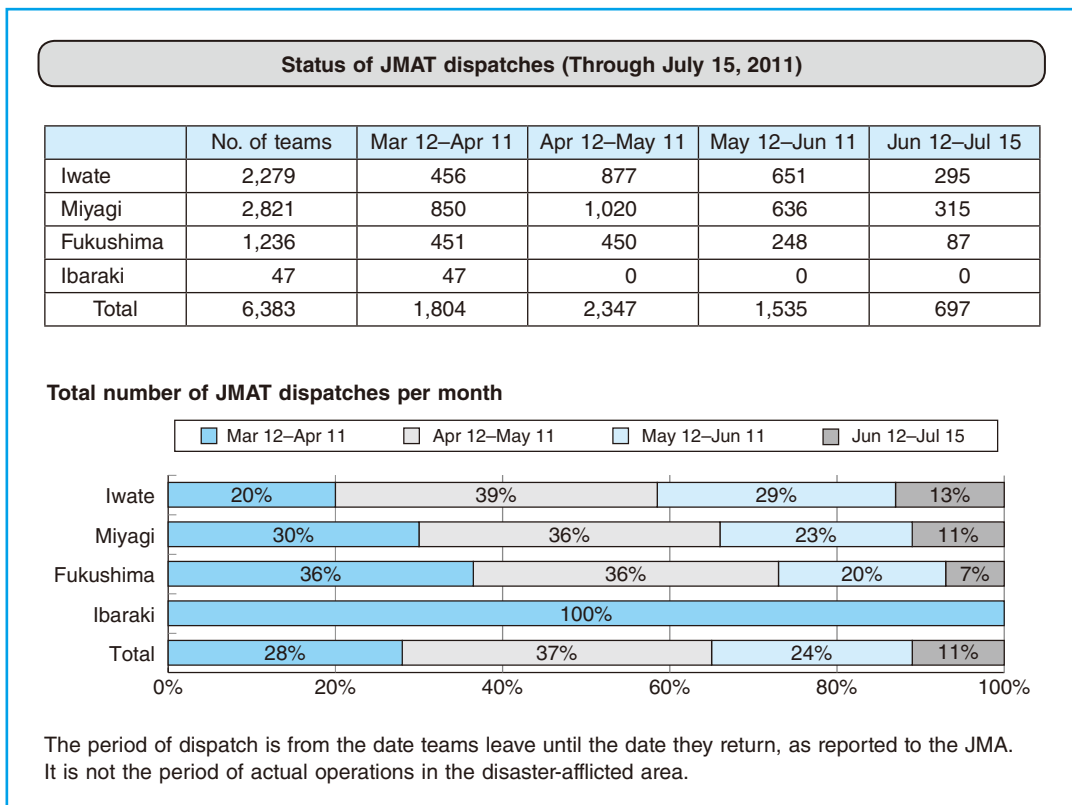 Status of JMAT dispatches (Through July 15, 2011)
No. of teams Mar 12–Apr 11 Apr 12–May 11 May 12–Jun 11 Jun 12–Jul 15
Iwate 2,279 456 877 651 295
Miyagi 2,821 850 1,020 636 315
Fukushima 1,236 451 450 248 87
Ibaraki 47 47 0 0 0
Total 6,383 1,804 2,347 1,535 697
Total number of JMAT dispatches per month
Mar 12–Apr 11 Apr 12–May 11 May 12–Jun 11 Jun 12–Jul 15
Iwate 20% 39% 29% 13%
Miyagi 30% 36% 23% 11%
Fukushima 36% 36% 20% 7%
Ibaraki 100%
Total 28% 37% 24% 11%
0% 20% 40% 60% 80% 100%
The period of dispatch is from the date teams leave until the date they return, as reported to the JMA.
It is not the period of actual operations in the disaster-afflicted area.